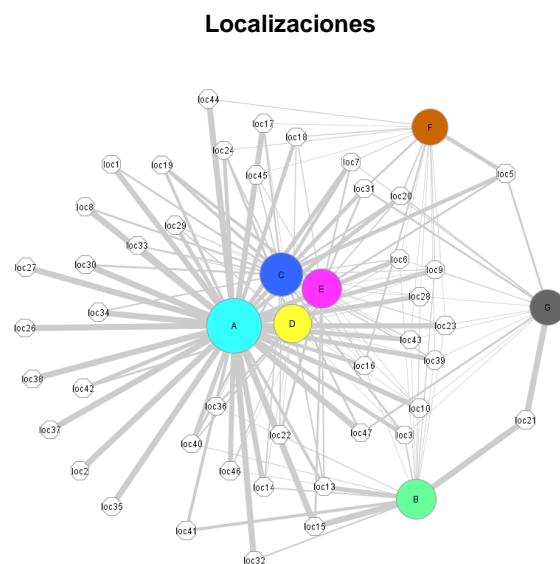 Localizaciones
loc44
F
loc17
loc18
loc24
loc1
loc19
loc7
loc45
loc5
loc31
loc20
loc8
loc29
loc33
loc6
loc27
loc30
loc9
C
E
loc28
G
loc34
loc26
A
D
loc23
loc43
loc39
loc16
loc38
loc42
loc36
loc10
loc21
loc37
loc22
loc47
loc3
loc40
loc2
loc46
loc14
loc13
B
loc35
loc15
loc41
loc32